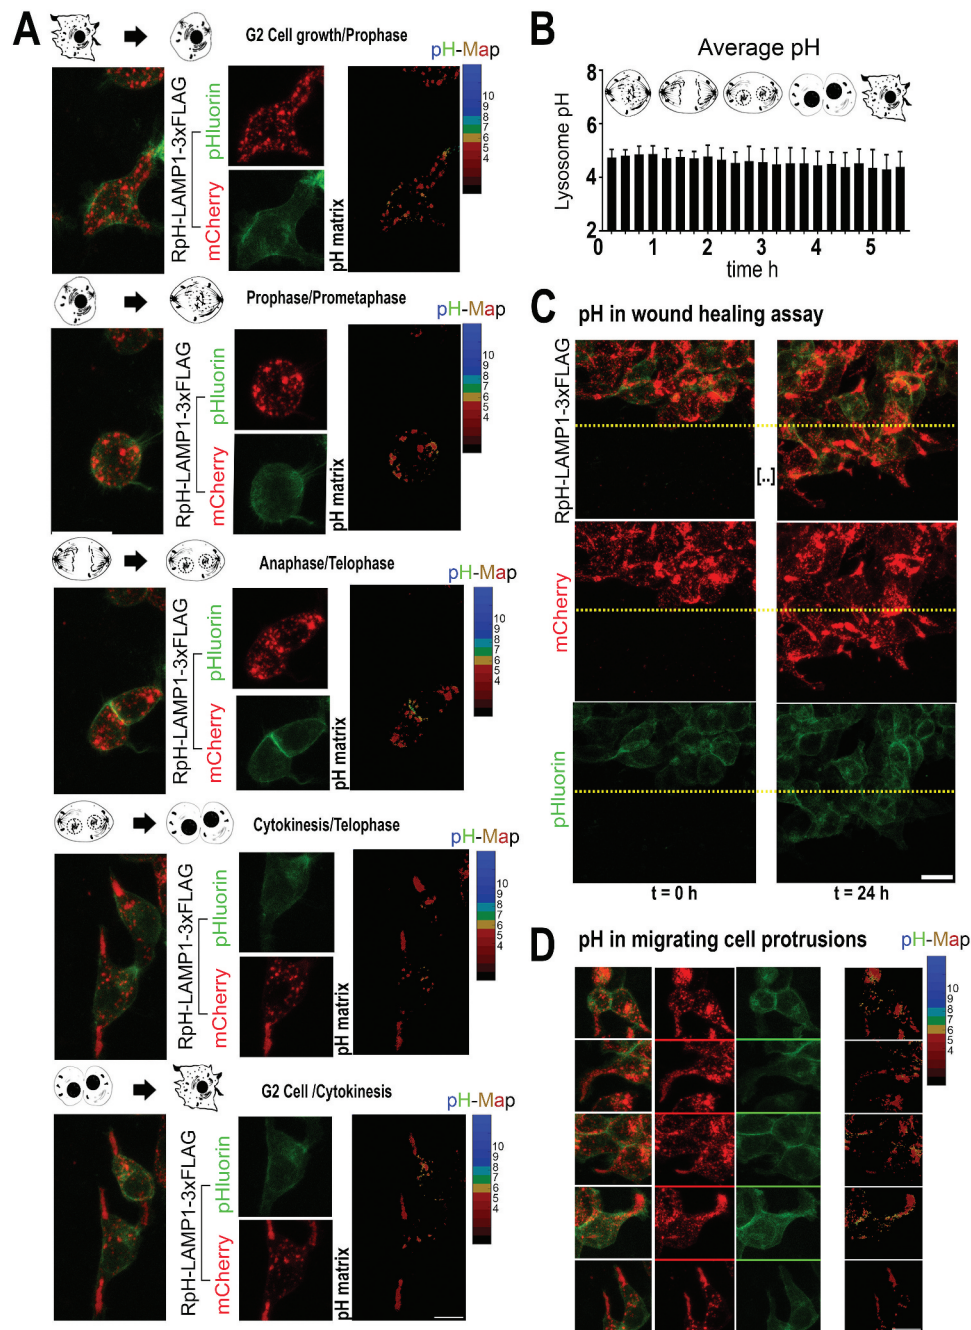 A
G2 Cell growth/Prophase
pH-Map
RpH-LAMP1-3xFLAG
pHluorin
mCherry
pH matrix
10
9
8
7
6
5
4
Prophase/Prometaphase
pH-Map
RpH-LAMP1-3xFLAG
pHluorin
mCherry
pH matrix
10
9
8
7
6
5
4
Anaphase/Telophase
pH-Map
RpH-LAMP1-3xFLAG
pHluorin
mCherry
pH matrix
10
9
8
7
6
5
4
Cytokinesis/Telophase
pH-Map
RpH-LAMP1-3xFLAG
pHluorin
mCherry
pH matrix
10
9
8
7
6
5
4
G2 Cell /Cytokinesis
pH-Map
RpH-LAMP1-3xFLAG
pHluorin
mCherry
pH matrix
10
9
8
7
6
5
4
B
Average pH
Lysosome pH
8
6
4
2
0 1 2 3 4 5
time h
C pH in wound healing assay
RpH-LAMP1-3xFLAG
[..]
mCherry
pHluorin
t = 0 h
t = 24 h
D pH in migrating cell protrusions
pH-Map
10
9
8
7
6
5
4